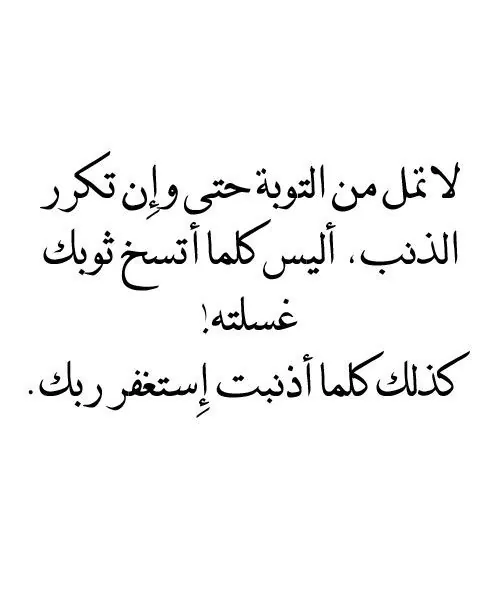 لا تمل من التوبة حتى وإِن تكرر
الذنب، أليس كلما أتسخ ثوبك
غسلته!
كذلك كلما أذنبت إِستغفر ربك.